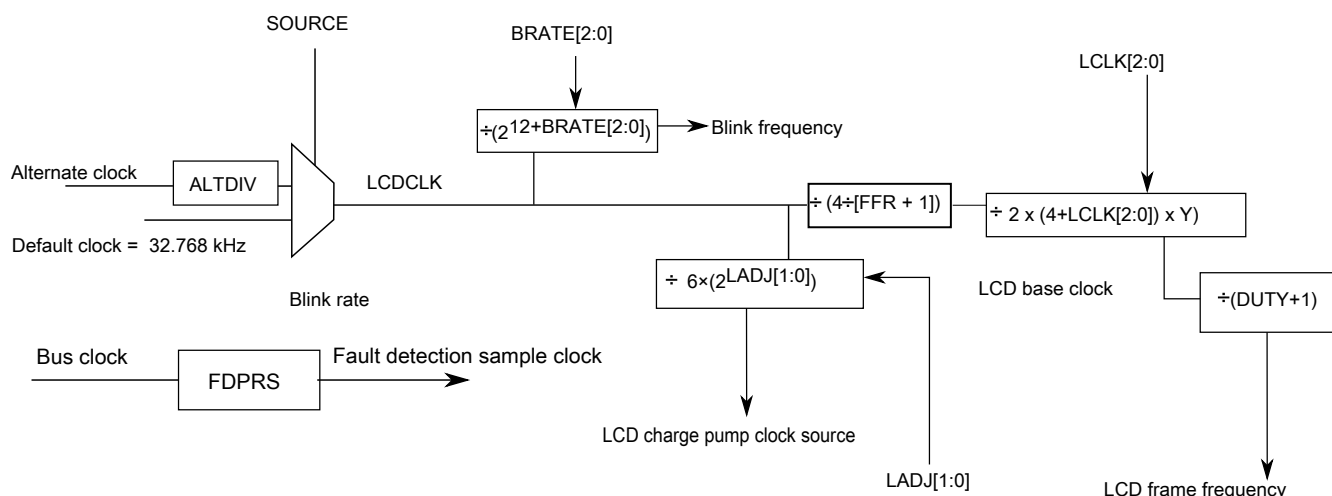 SOURCE
BRATE[2:0]
LCLK[2:0]
÷(2^12+BRATE[2:0])
Blink frequency
Alternate clock
ALTDIV
LCDCLK
÷ (4÷[FFR + 1])
÷ 2 x (4+LCLK[2:0]) x Y)
Default clock = 32.768 kHz
÷ 6×(2^LADJ[1:0])
LCD base clock
Blink rate
÷(DUTY+1)
Bus clock
FDPRS
Fault detection sample clock
LCD charge pump clock source
LADJ[1:0]
LCD frame frequency